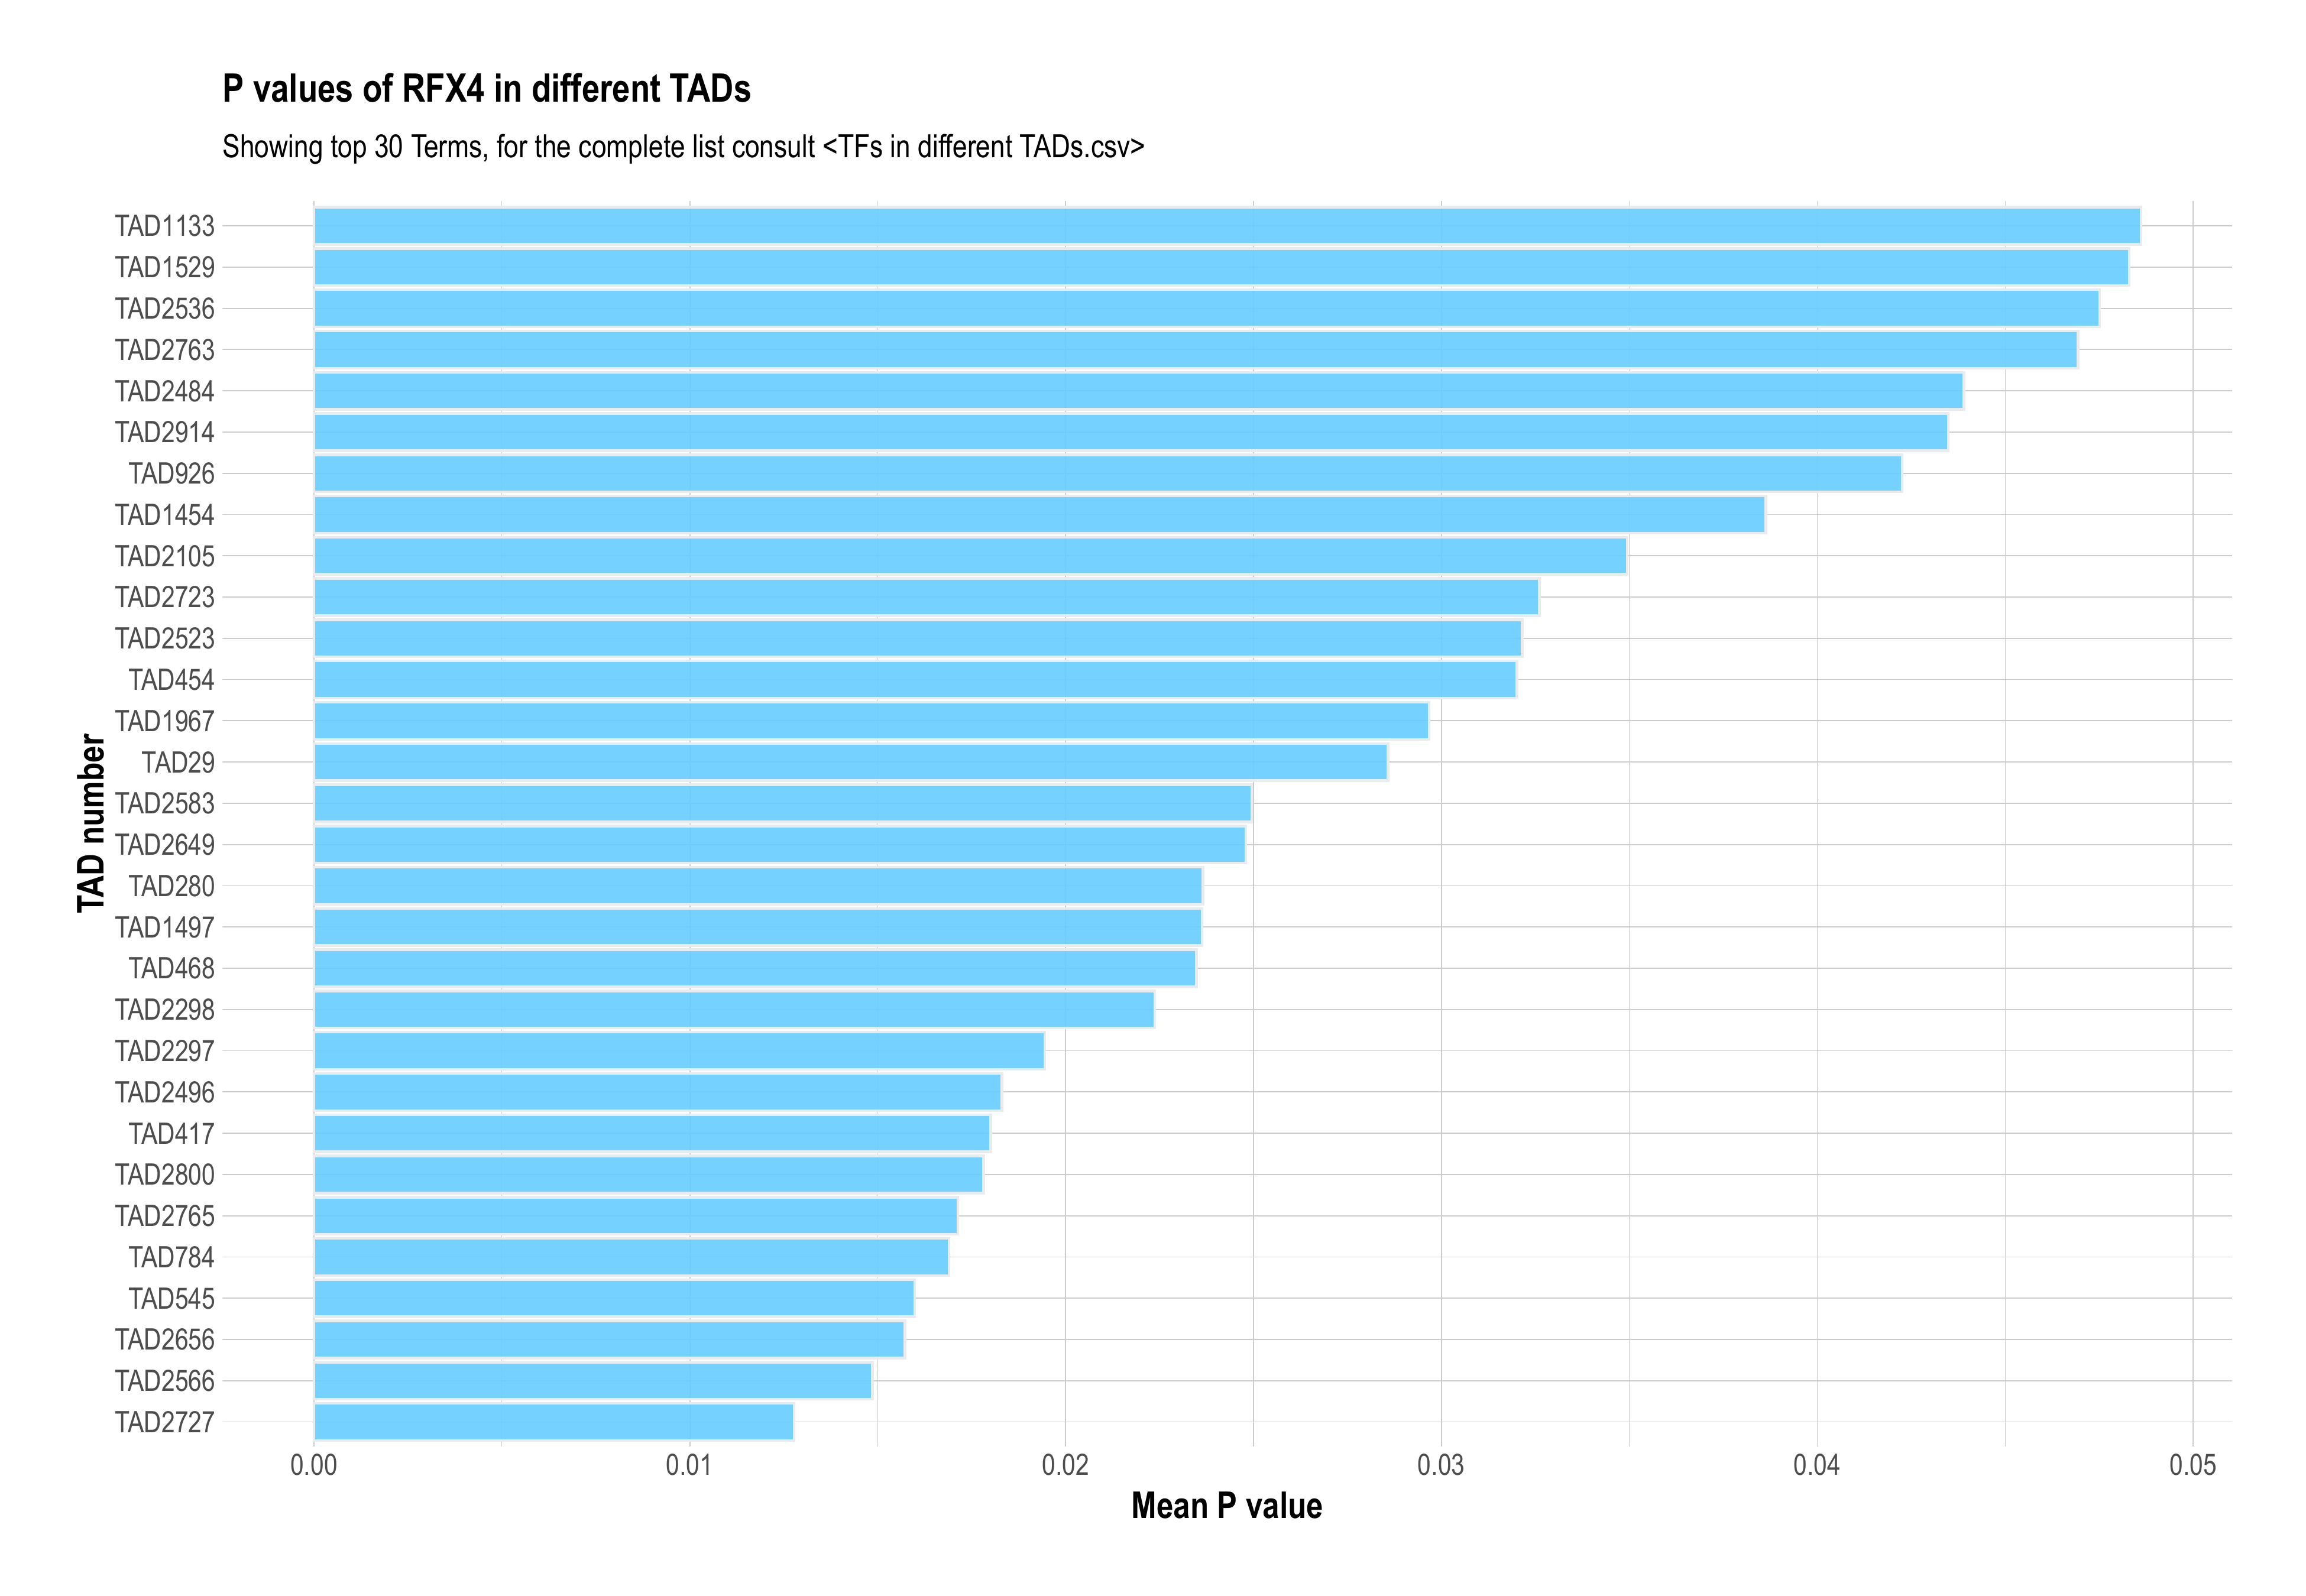 P values of RFX4 in different TADs
Showing top 30 Terms, for the complete list consult <TFs in different TADs.csv>
TAD number
TAD1133
TAD1529
TAD2536
TAD2763
TAD2484
TAD2914
TAD926
TAD1454
TAD2105
TAD2723
TAD2523
TAD454
TAD1967
TAD29
TAD2583
TAD2649
TAD280
TAD1497
TAD468
TAD2298
TAD2297
TAD2496
TAD417
TAD2800
TAD2765
TAD784
TAD545
TAD2656
TAD2566
TAD2727
0.00 0.01 0.02 0.03 0.04 0.05
Mean P value